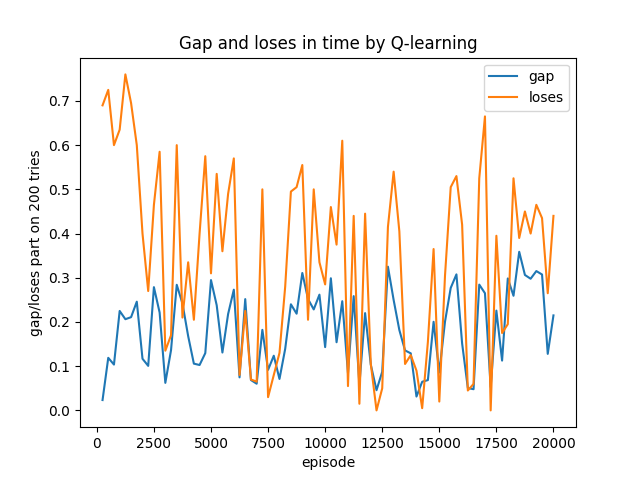 Gap and loses in time by Q-learning
gap
loses
gap/loses part on 200 tries
0.7
0.6
0.5
0.4
0.3
0.2
0.1
0.0
0 2500 5000 7500 10000 12500 15000 17500 20000
episode